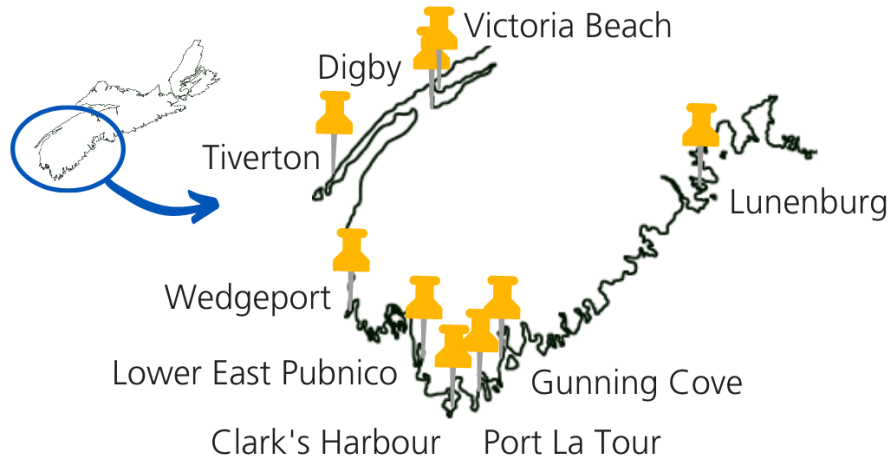 Victoria Beach
Digby
Tiverton
Lunenburg
Wedgeport
Lower East Pubnico
Gunning Cove
Clark's Harbour
Port La Tour